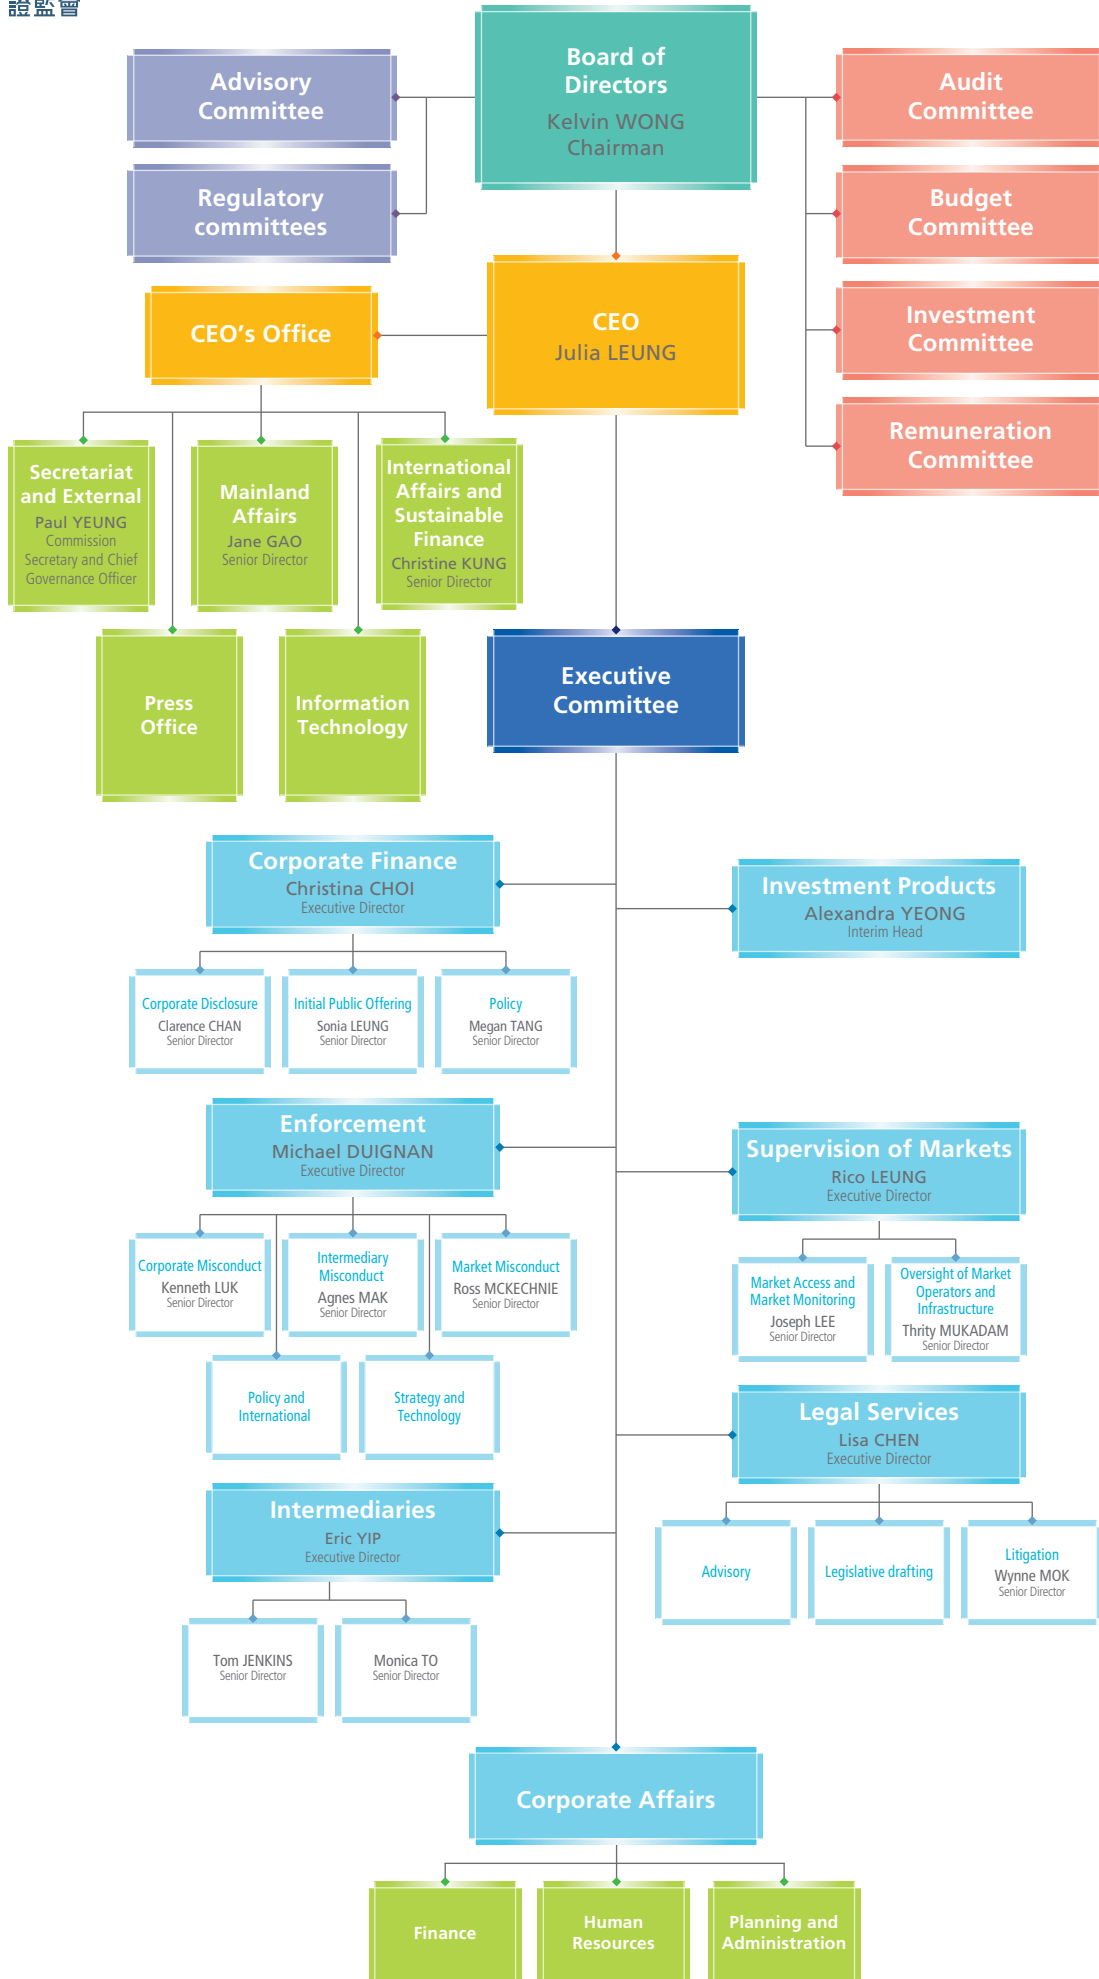 證監會
Board of
Directors
Kelvin WONG
Chairman
Advisory
Committee
Regulatory
committees
Audit
Committee
Budget
Committee
Investment
Committee
Remuneration
Committee
CEO
Julia LEUNG
CEO's Office
Secretariat
and External
Paul YEUNG
Commission
Secretary and Chief
Governance Officer
Mainland
Affairs
Jane GAO
Senior Director
International
Affairs and
Sustainable
Finance
Christine KUNG
Senior Director
Press
Office
Information
Technology
Executive
Committee
Corporate Finance
Christina CHOI
Executive Director
Investment Products
Alexandra YEONG
Interim Head
Corporate Disclosure
Clarence CHAN
Senior Director
Initial Public Offering
Sonia LEUNG
Senior Director
Policy
Megan TANG
Senior Director
Enforcement
Michael DUIGNAN
Executive Director
Supervision of Markets
Rico LEUNG
Executive Director
Corporate Misconduct
Kenneth LUK
Senior Director
Intermediary
Misconduct
Agnes MAK
Senior Director
Market Misconduct
Ross MCKECHNIE
Senior Director
Market Access and
Market Monitoring
Joseph LEE
Senior Director
Oversight of Market
Operators and
Infrastructure
Thrity MUKADAM
Senior Director
Policy and
International
Strategy and
Technology
Legal Services
Lisa CHEN
Executive Director
Intermediaries
Eric YIP
Executive Director
Advisory
Legislative drafting
Litigation
Wynne MOK
Senior Director
Tom JENKINS
Senior Director
Monica TO
Senior Director
Corporate Affairs
Finance
Human
Resources
Planning and
Administration